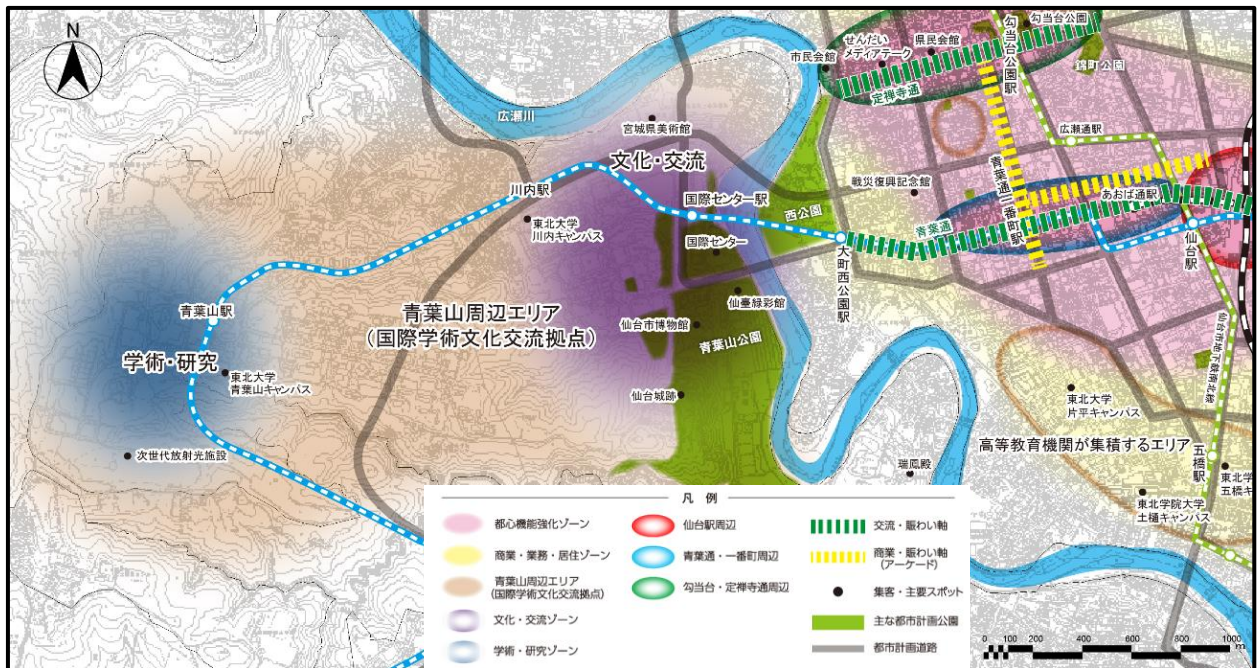 N
勾当台公園
勾当台公園駅
県民会館
せんだい
メディアテーク
市民会館
錦町公園
定禅寺通
広瀬川
宮城県美術館
広瀬通駅
文化・交流
川内駅
戦災復興記念館
青葉通一番町駅
あおば通駅
国際センター駅
東北大学
川内キャンパス
西公園
国際センター
青葉通
仙台駅
大町西公園駅
仙臺緑彩館
青葉山駅
青葉山周辺エリア
(国際学術文化交流拠点)
仙台市博物館
青葉山公園
仙台市地下鉄南北線
学術・研究
東北大学
青葉山キャンパス
仙台城跡
東北大学
片平キャンパス
高等教育機関が集積するエリア
五橋駅
次世代放射光施設
瑞鳳殿
東北学
五橋キ
東北学院大学
土樋キャンパス
凡 例
都心機能強化ゾーン
商業・業務・居住ゾーン
青葉山周辺エリア
(国際学術文化交流拠点)
文化・交流ゾーン
学術・研究ゾーン
仙台駅周辺
青葉通・一番町周辺
勾当台・定禅寺通周辺
交流・賑わい軸
商業・賑わい軸
(アーケード)
集客・主要スポット
主な都市計画公園
都市計画道路
0 100 200 400 600 800 1000
m